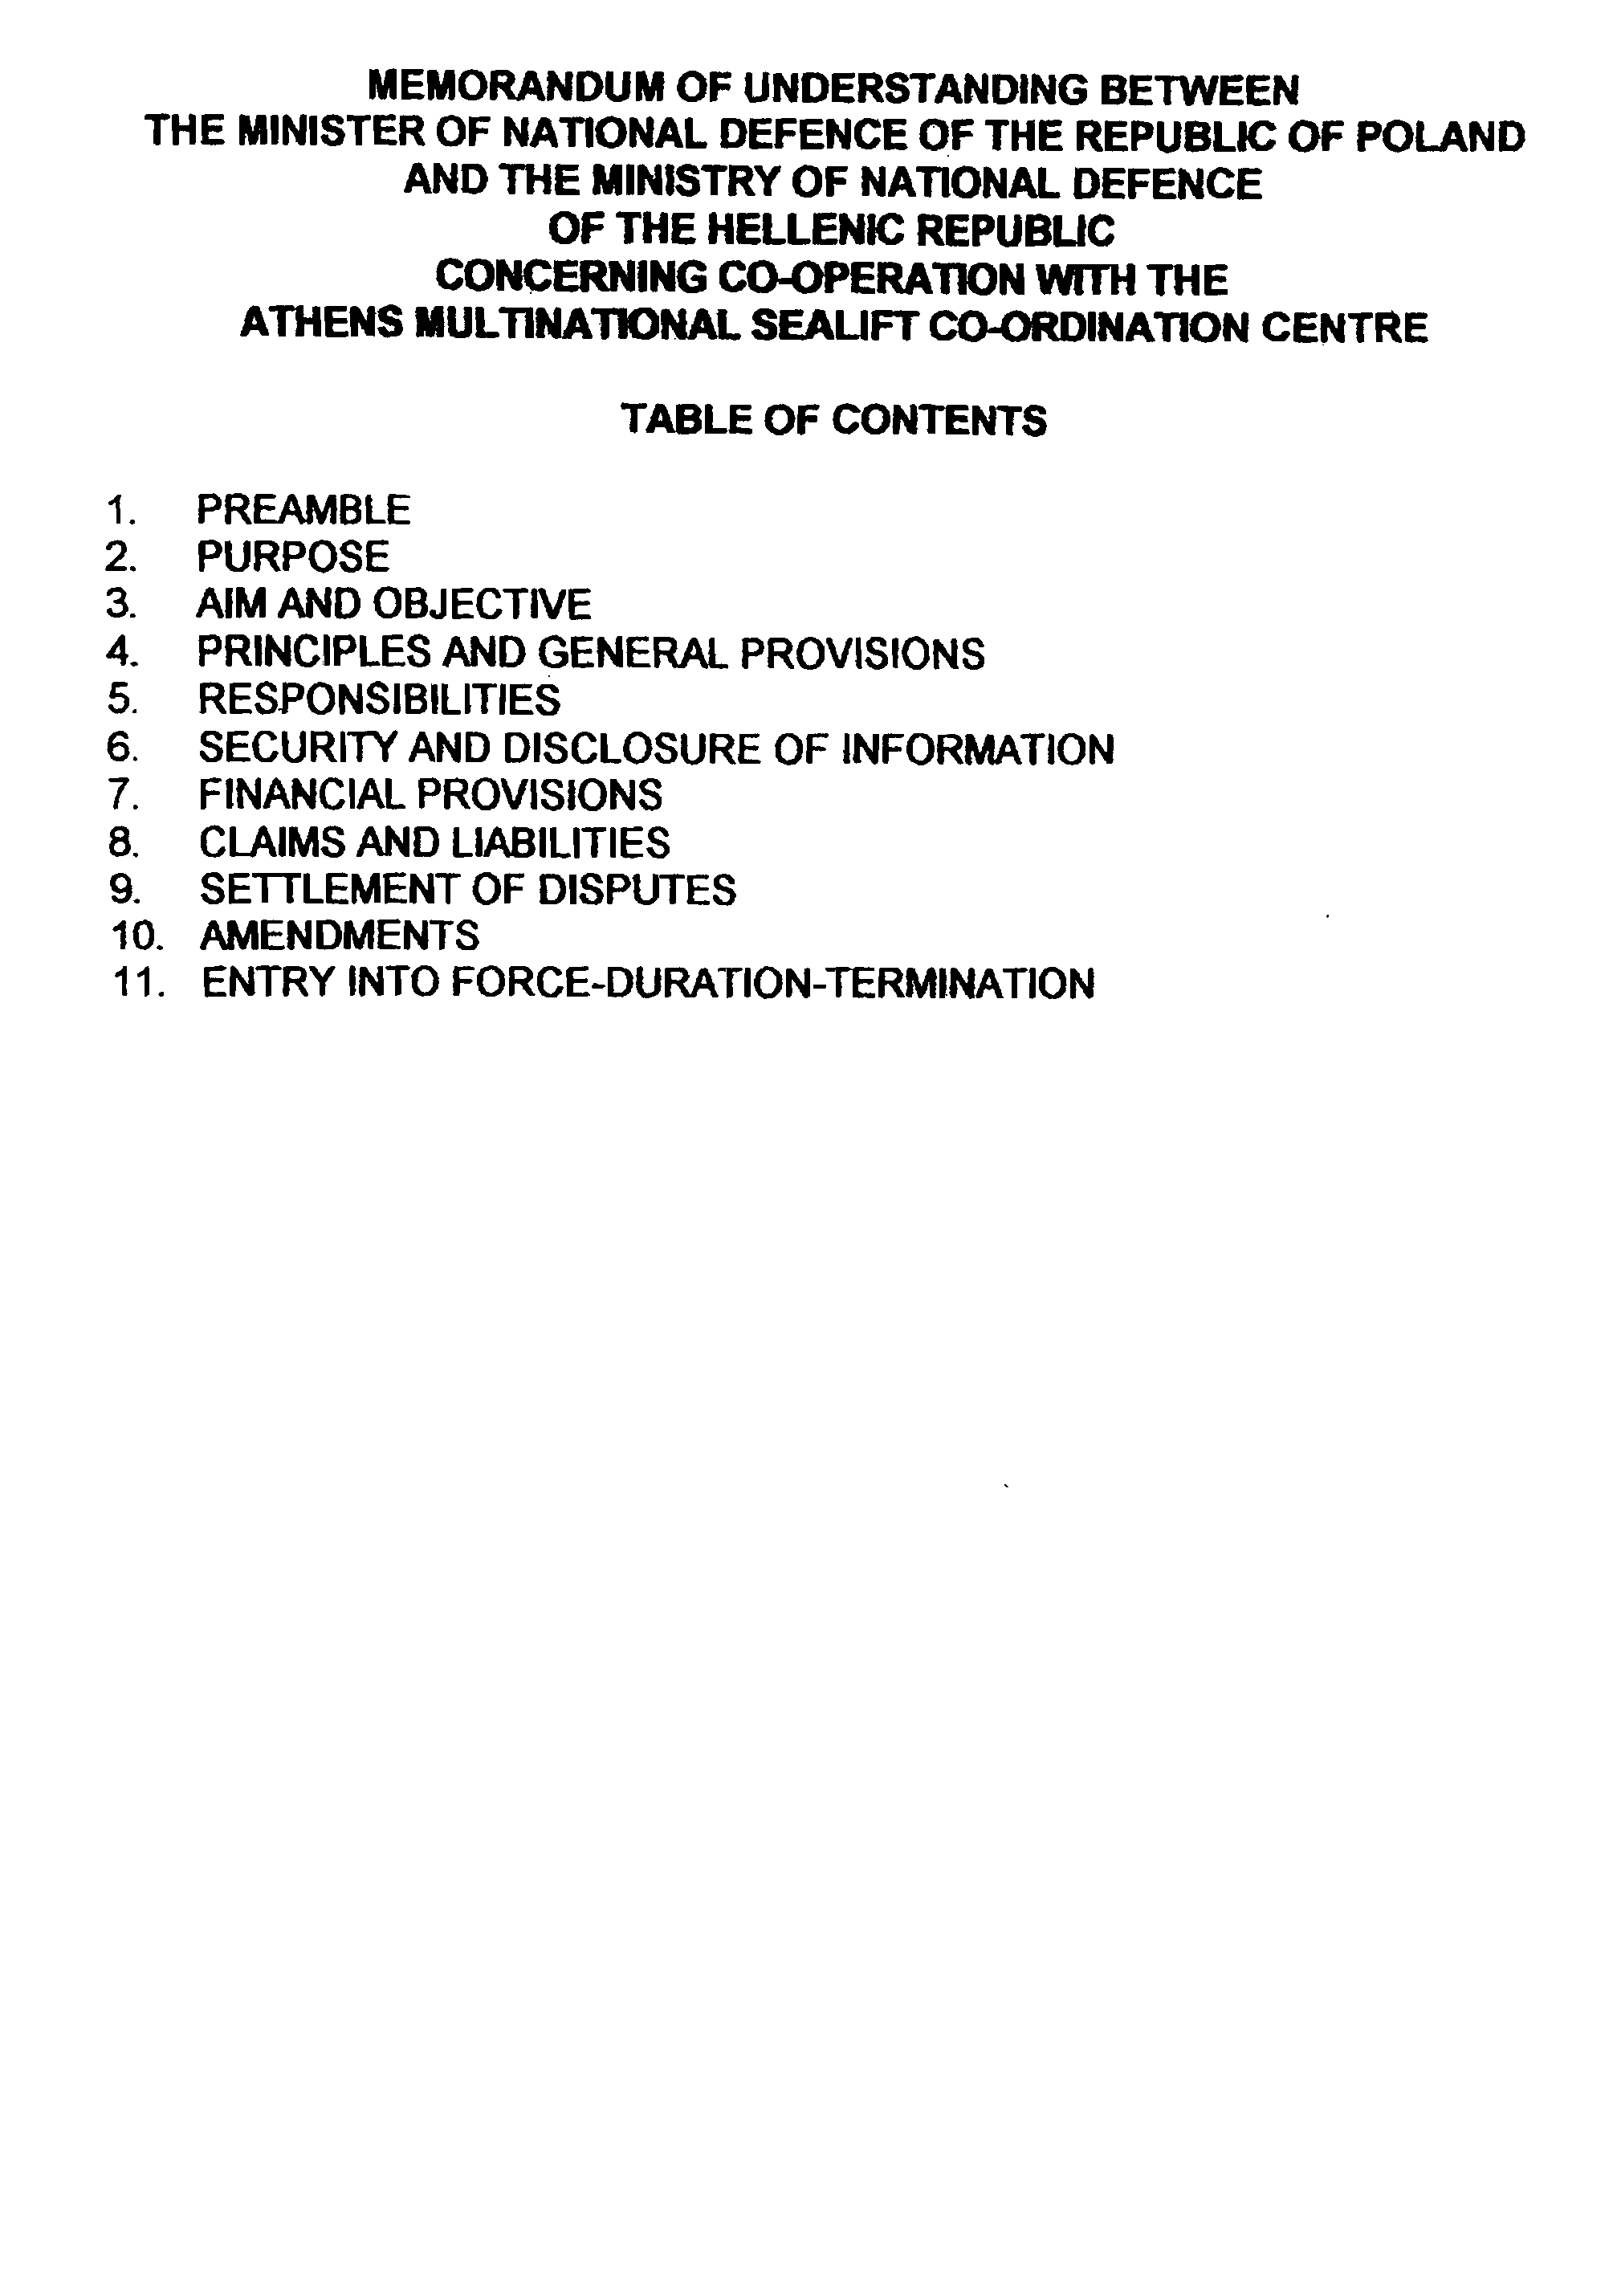 MEMORANDUM OF UNDERSTANDING BETWEEN
THE MINISTER OF NATIONAL DEFENCE OF THE REPUBLIC OF POLAND
AND THE MINISTRY OF NATIONAL DEFENCE
OF THE HELLENIC REPUBLIC
CONCERNING CO-OPERATION WITH THE
ATHENS MULTINATIONAL SEALIFT CO-ORDINATION CENTRE
TABLE OF CONTENTS
1. PREAMBLE
2. PURPOSE
3. AIM AND OBJECTIVE
4. PRINCIPLES AND GENERAL PROVISIONS
5. RESPONSIBILITIES
6. SECURITY AND DISCLOSURE OF INFORMATION
7. FINANCIAL PROVISIONS
8. CLAIMS AND LIABILITIES
9. SETTLEMENT OF DISPUTES
10. AMENDMENTS
11. ENTRY INTO FORCE-DURATION-TERMINATION